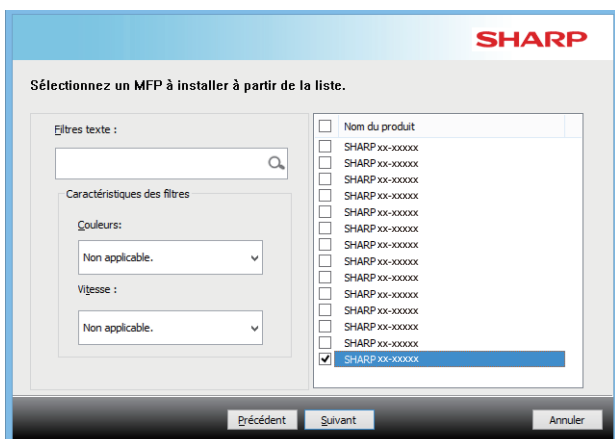 SHARP
Sélectionnez un MFP à installer à partir de la liste.
Filtres texte :
Caractéristiques des filtres
Couleurs:
Non applicable.
Vitesse :
Non applicable.
Nom du produit
SHARP xx-xxxxx
SHARP xx-xxxxx
SHARP xx-xxxxx
SHARP xx-xxxxx
SHARP xx-xxxxx
SHARP xx-xxxxx
SHARP xx-xxxxx
SHARP xx-xxxxx
SHARP xx-xxxxx
SHARP xx-xxxxx
SHARP xx-xxxxx
SHARP xx-xxxxx
SHARP xx-xxxxx
SHARP xx-xxxxx
Précédent
Suivant
Annuler